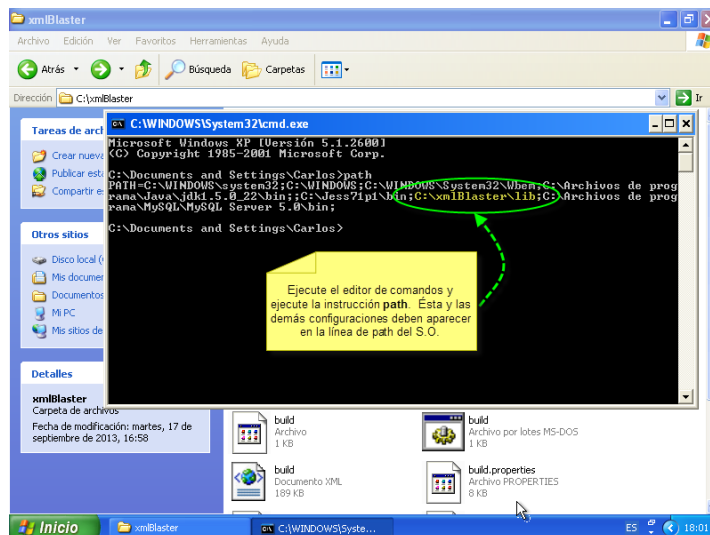 xmlBlaster
Archivo Edición Ver Favoritos Herramientas Ayuda
Atrás Búsqueda Carpetas
Dirección C:\xmlBlaster Ir
Tareas de arch
Crear nueva
Publicar esta
Compartir e
Otros sitios
Disco local (
Mis documen
Documentos
Mi PC
Mis sitios de
Detalles
xmlBlaster
Carpeta de archivos
Fecha de modificación: martes, 17 de
septiembre de 2013, 16:58
C:\WINDOWS\System32\cmd.exe
Microsoft Windows XP [Versión 5.1.2600]
(C) Copyright 1985-2001 Microsoft Corp.
C:\Documents and Settings\Carlos>path
PATH=C:\WINDOWS\system32;C:\WINDOWS;C:\WINDOWS\System32\Wbem;C:\Archivos de prog
rama\Java\jdk1.5.0_22\bin;;C:\Jess71p1\bin;C:\xmlBlaster\lib;C:\Archivos de prog
rama\MySQL\MySQL Server 5.0\bin;
C:\Documents and Settings\Carlos>
Ejecute el editor de comandos y
ejecute la instrucción path. Ésta y las
demás configuraciones deben aparecer
en la línea de path del S.O.
build
Archivo
1 KB
build
Archivo por lotes MS-DOS
1 KB
build
Documento XML
189 KB
build.properties
Archivo PROPERTIES
8 KB
Inicio xmlBlaster C:\WINDOWS\Syste... ES 18:01